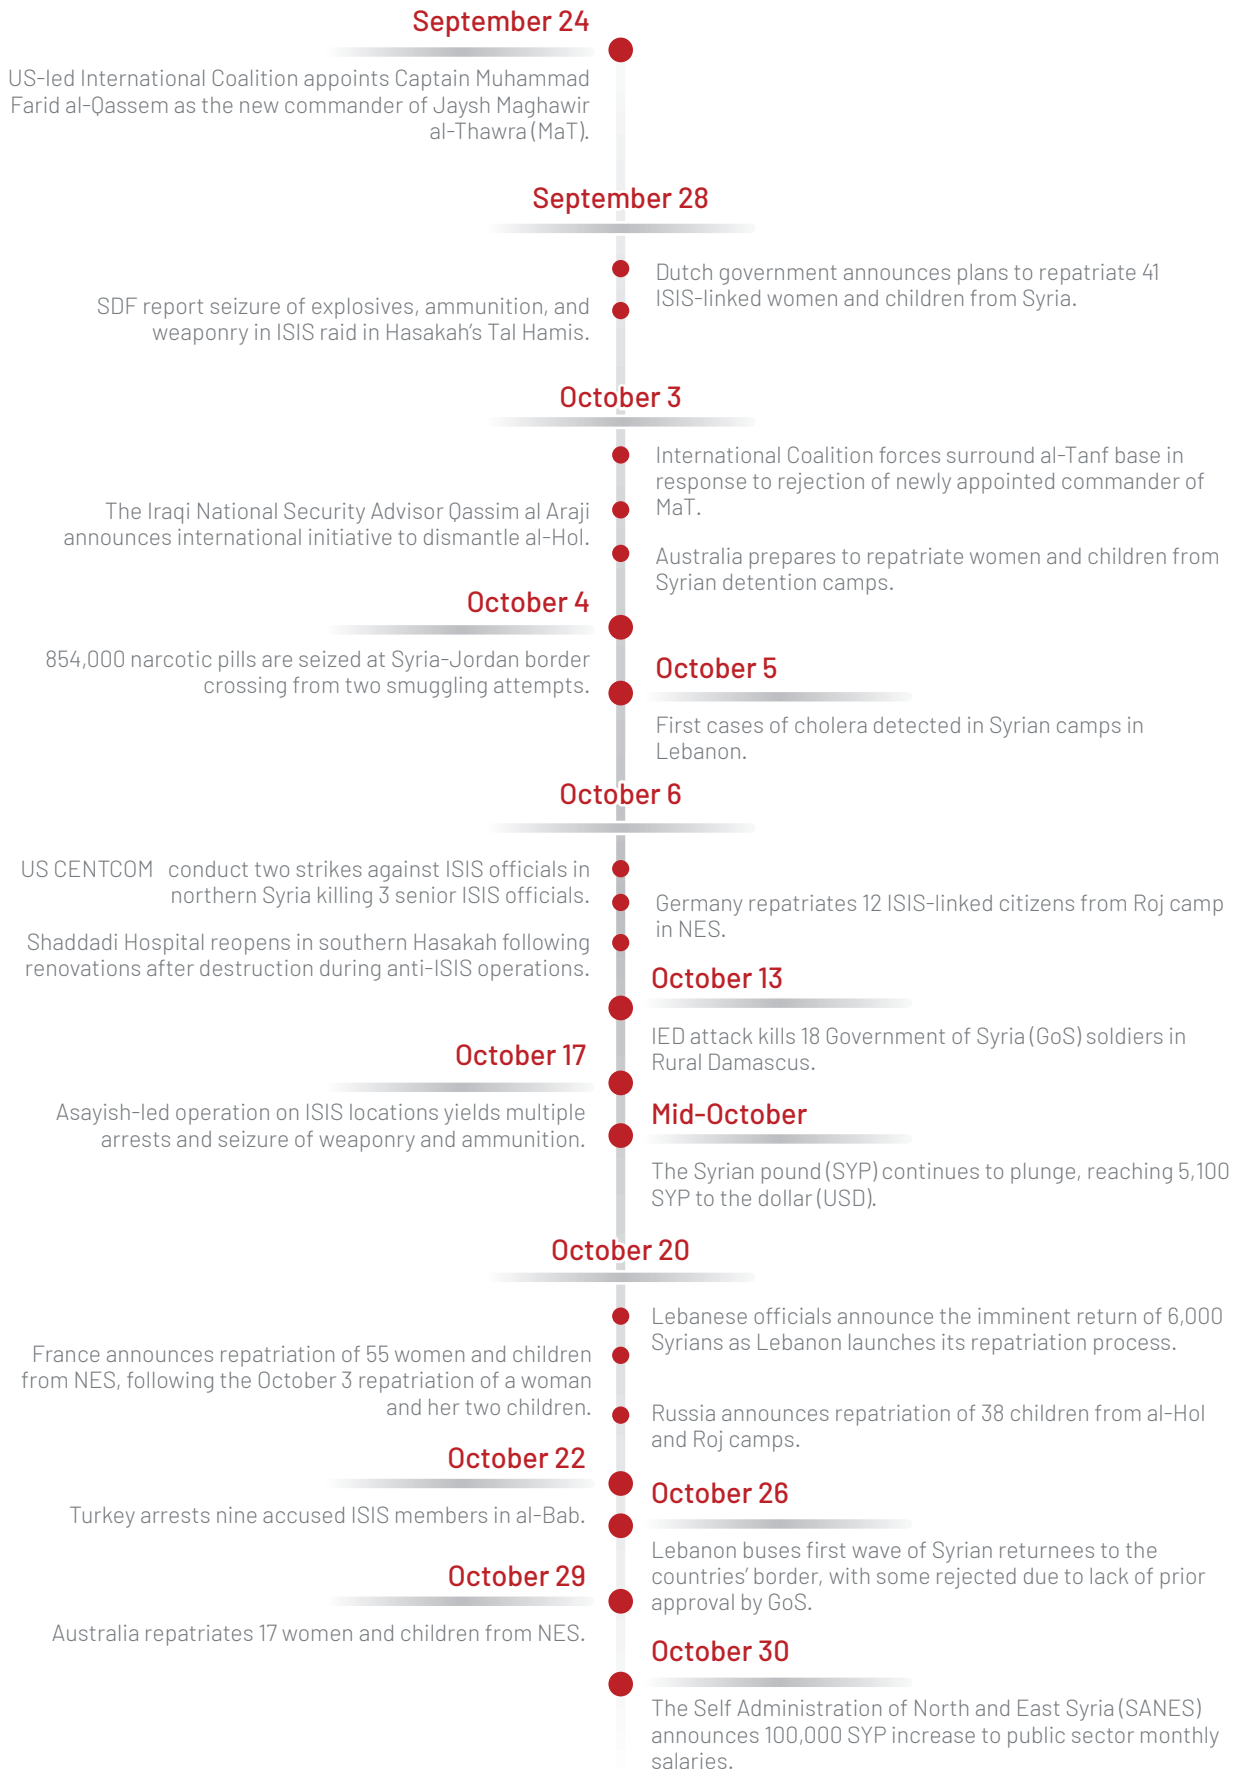 September 24
US-led International Coalition appoints Captain Muhammad
Farid al-Qassem as the new commander of Jaysh Maghawir
al-Thawra (MaT).
September 28
Dutch government announces plans to repatriate 41
ISIS-linked women and children from Syria.
SDF report seizure of explosives, ammunition, and
weaponry in ISIS raid in Hasakah’s Tal Hamis.
October 3
International Coalition forces surround al-Tanf base in
response to rejection of newly appointed commander of
MaT.
The Iraqi National Security Advisor Qassim al Araji
announces international initiative to dismantle al-Hol.
Australia prepares to repatriate women and children from
Syrian detention camps.
October 4
854,000 narcotic pills are seized at Syria-Jordan border
crossing from two smuggling attempts.
October 5
First cases of cholera detected in Syrian camps in
Lebanon.
October 6
US CENTCOM conduct two strikes against ISIS officials in
northern Syria killing 3 senior ISIS officials.
Germany repatriates 12 ISIS-linked citizens from Roj camp
in NES.
Shaddadi Hospital reopens in southern Hasakah following
renovations after destruction during anti-ISIS operations.
October 13
IED attack kills 18 Government of Syria (GoS) soldiers in
Rural Damascus.
October 17
Asayish-led operation on ISIS locations yields multiple
arrests and seizure of weaponry and ammunition.
Mid-October
The Syrian pound (SYP) continues to plunge, reaching 5,100
SYP to the dollar (USD).
October 20
Lebanese officials announce the imminent return of 6,000
Syrians as Lebanon launches its repatriation process.
France announces repatriation of 55 women and children
from NES, following the October 3 repatriation of a woman
and her two children.
Russia announces repatriation of 38 children from al-Hol
and Roj camps.
October 22
Turkey arrests nine accused ISIS members in al-Bab.
October 26
Lebanon buses first wave of Syrian returnees to the
countries’ border, with some rejected due to lack of prior
approval by GoS.
October 29
Australia repatriates 17 women and children from NES.
October 30
The Self Administration of North and East Syria (SANES)
announces 100,000 SYP increase to public sector monthly
salaries.